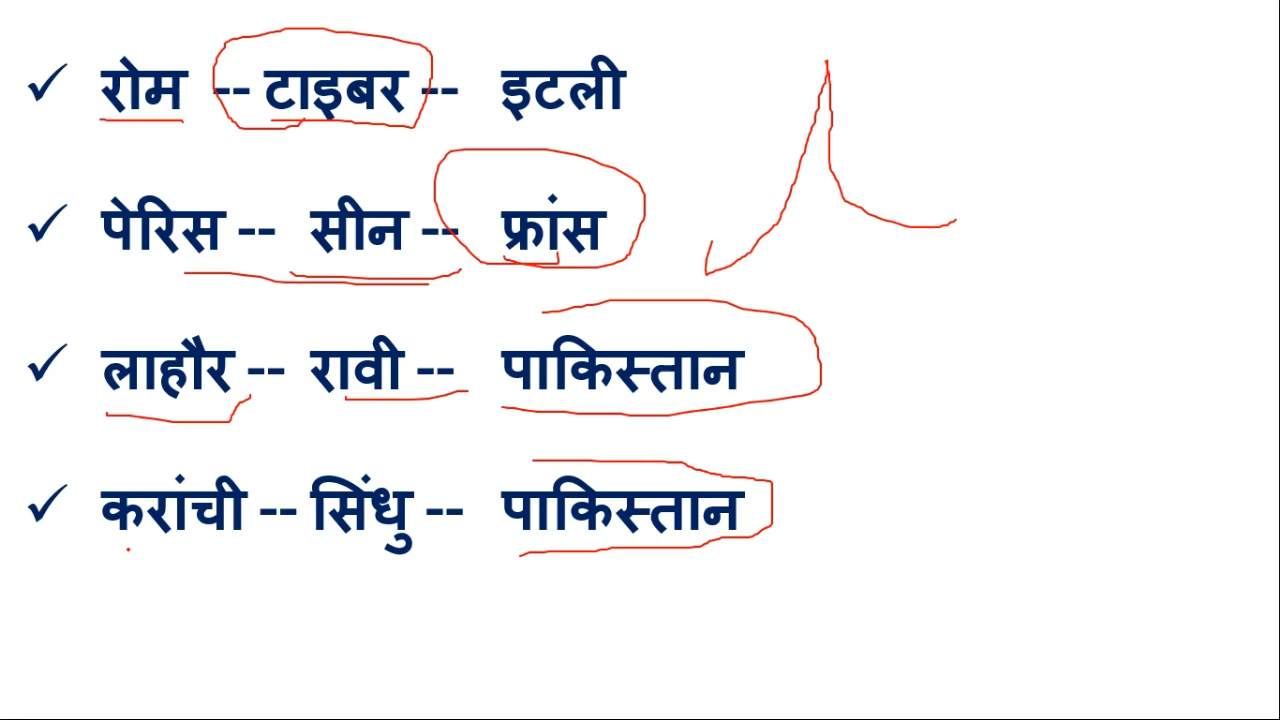 ✓ रोम -- टाइबर -- इटली
✓ पेरिस -- सीन -- फ्रांस
✓ लाहौर -- रावी -- पाकिस्तान
✓ करांची -- सिंधु -- पाकिस्तान